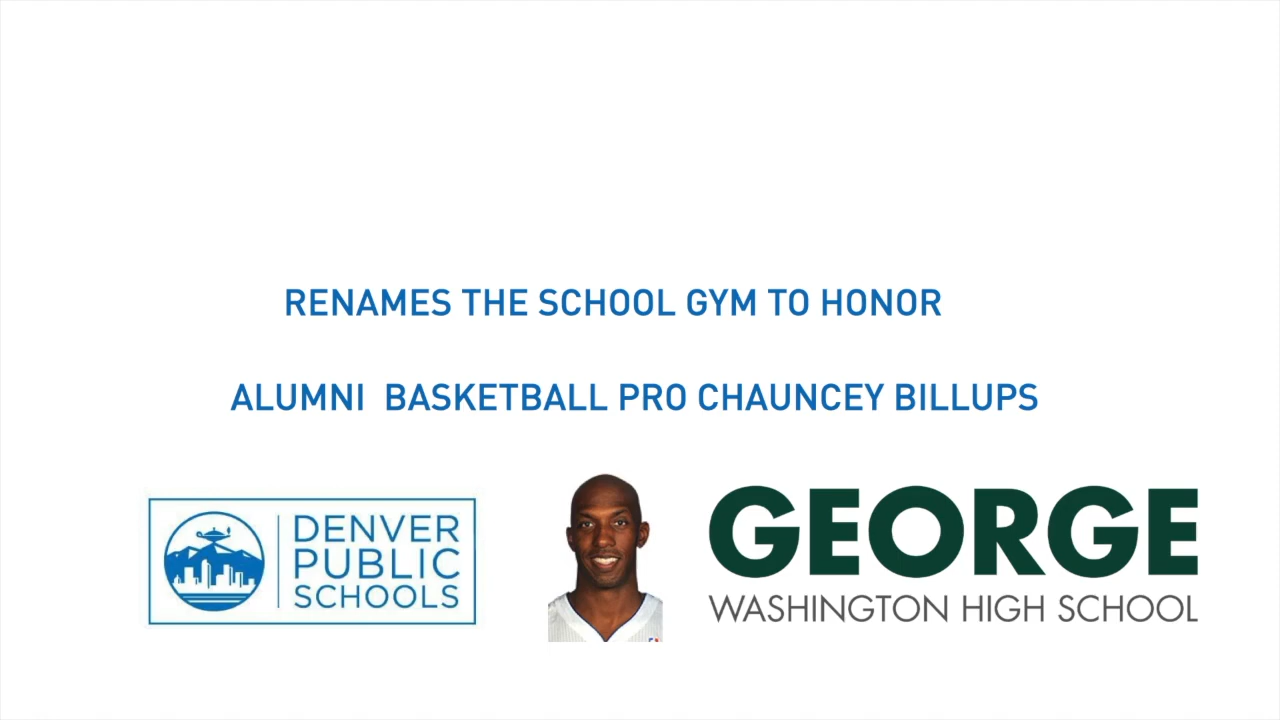 RENAMES THE SCHOOL GYM TO HONOR
ALUMNI  BASKETBALL PRO CHAUNCEY BILLUPS
DENVER
PUBLIC
SCHOOLS
GEORGE
WASHINGTON HIGH SCHOOL